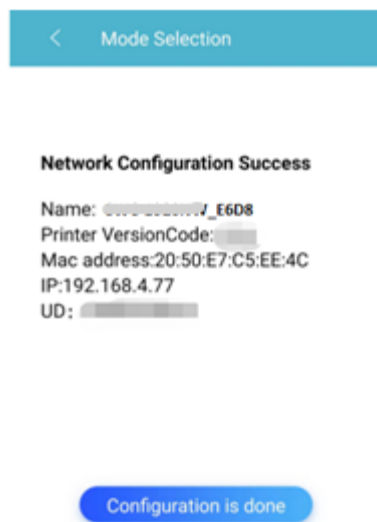 Mode Selection
Network Configuration Success
Name: _E6D8
Printer VersionCode:
Mac address:20:50:E7:C5:EE:4C
IP:192.168.4.77
UD:
Configuration is done